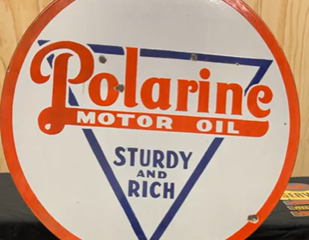 Polarine
MOTOR OIL
STURDY
AND
RICH